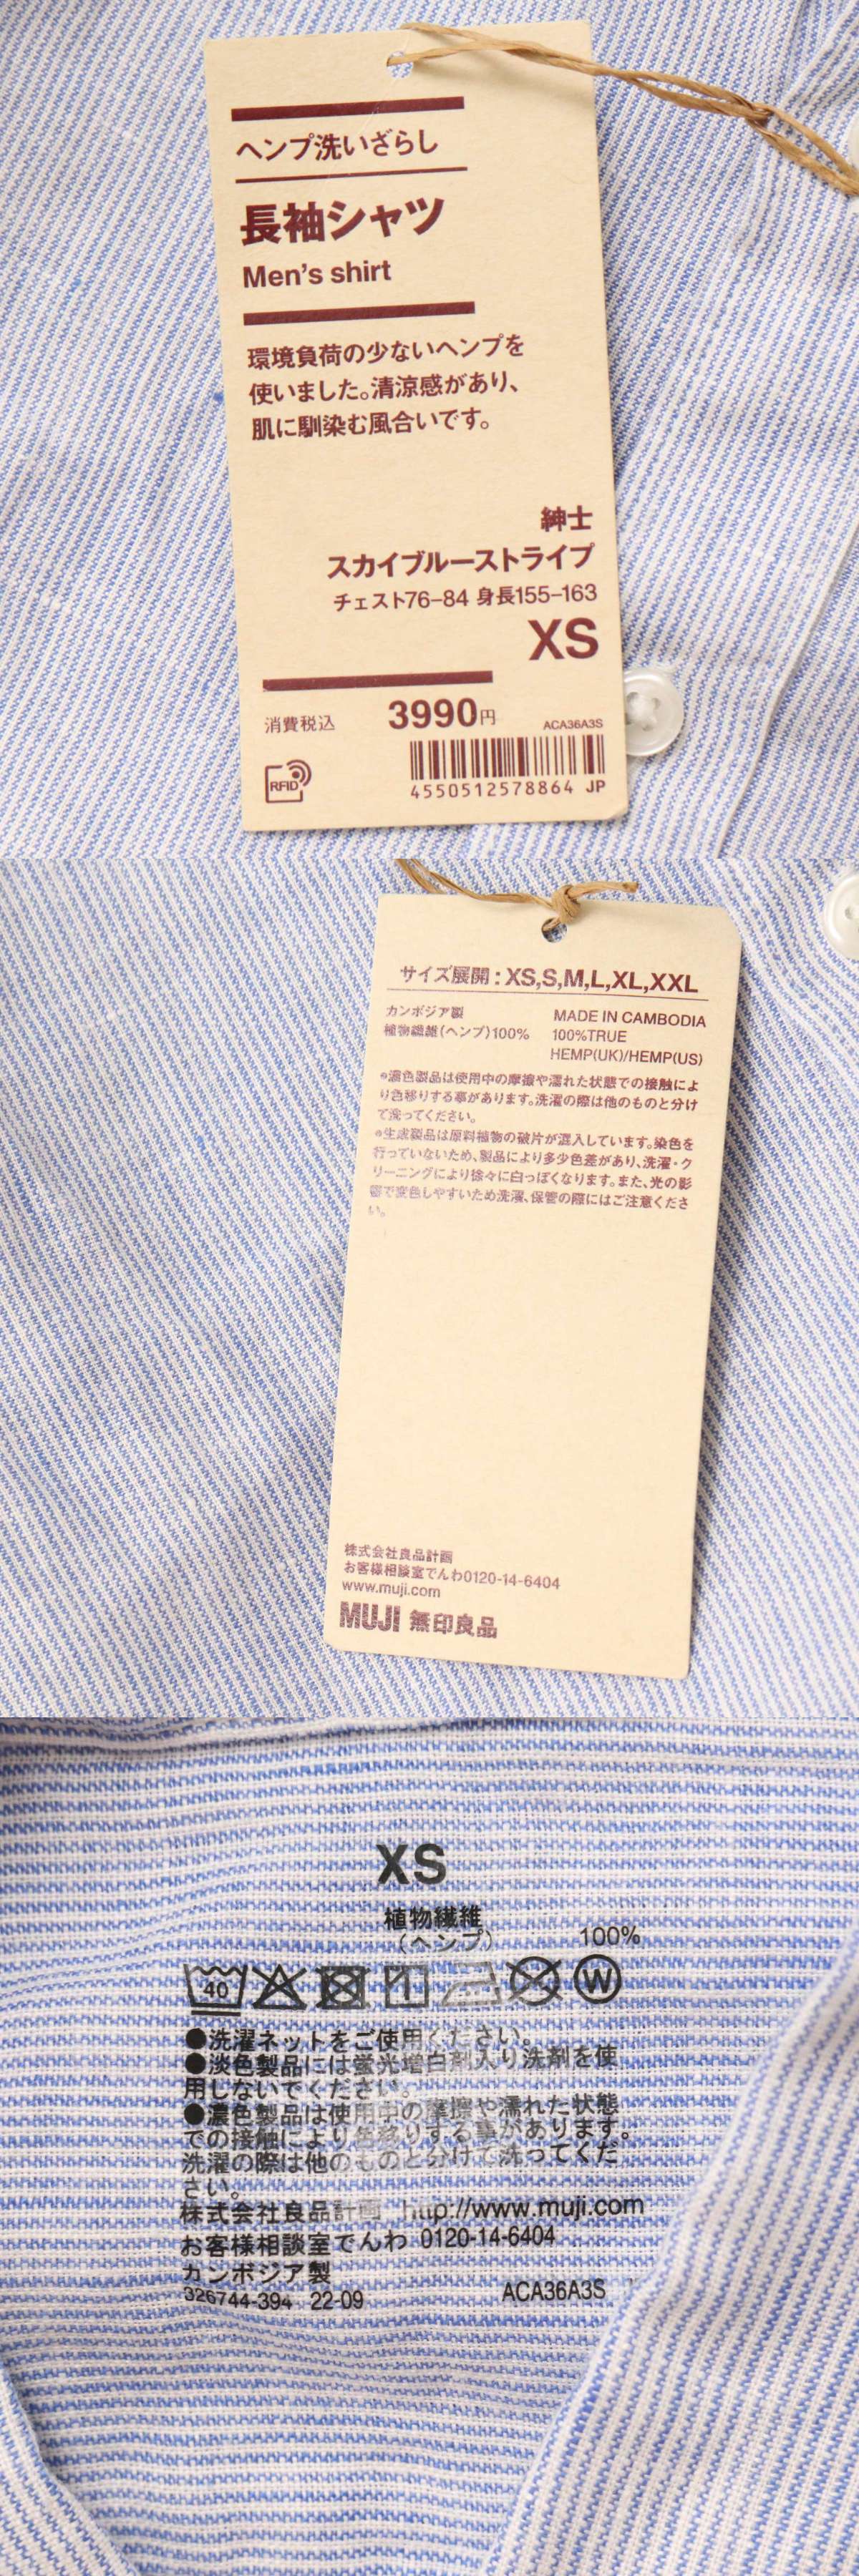 ヘンプ洗いざらし
長袖シャツ
Men's shirt
環境負荷の少ないヘンプを
使いました。清涼感があり、
肌に馴染む風合いです。
紳士
スカイブルーストライプ
チェスト76–84 身長155–163
XS
消費税込 3990円
ACA36A3S
RFID
4550512578864 JP
サイズ展開:XS,S,M,L,XL,XXL
カンボジア製
植物繊維(ヘンプ)100%
MADE IN CAMBODIA
100%TRUE
HEMP(UK)/HEMP(US)
●濃色製品は使用中の摩擦や濡れた状態での接触によ
り色移りする事があります。洗濯の際は他のものと分け
て洗ってください。
●生成製品は原料植物の破片が混入しています。染色を
行っていないため、製品により多少色差があり、洗濯・ク
リーニングにより徐々に白っぽくなります。また、光の影
響で変色しやすいため洗濯、保管の際にはご注意くださ
い。
株式会社良品計画
お客様相談室でんわ0120-14-6404
www.muji.com
MUJI 無印良品
XS
植物繊維
(ヘンプ) 100%
40
W
●洗濯ネットをご使用ください。
●淡色製品には蛍光増白剤入り洗剤を使
用しないでください。
●濃色製品は使用中の摩擦や濡れた状態
での接触により色移りする事があります。
洗濯の際は他のものと分けて洗ってくだ
さい。
株式会社良品計画 http://www.muji.com
お客様相談室でんわ 0120-14-6404
カンボジア製
326744-394 22-09 ACA36A3S